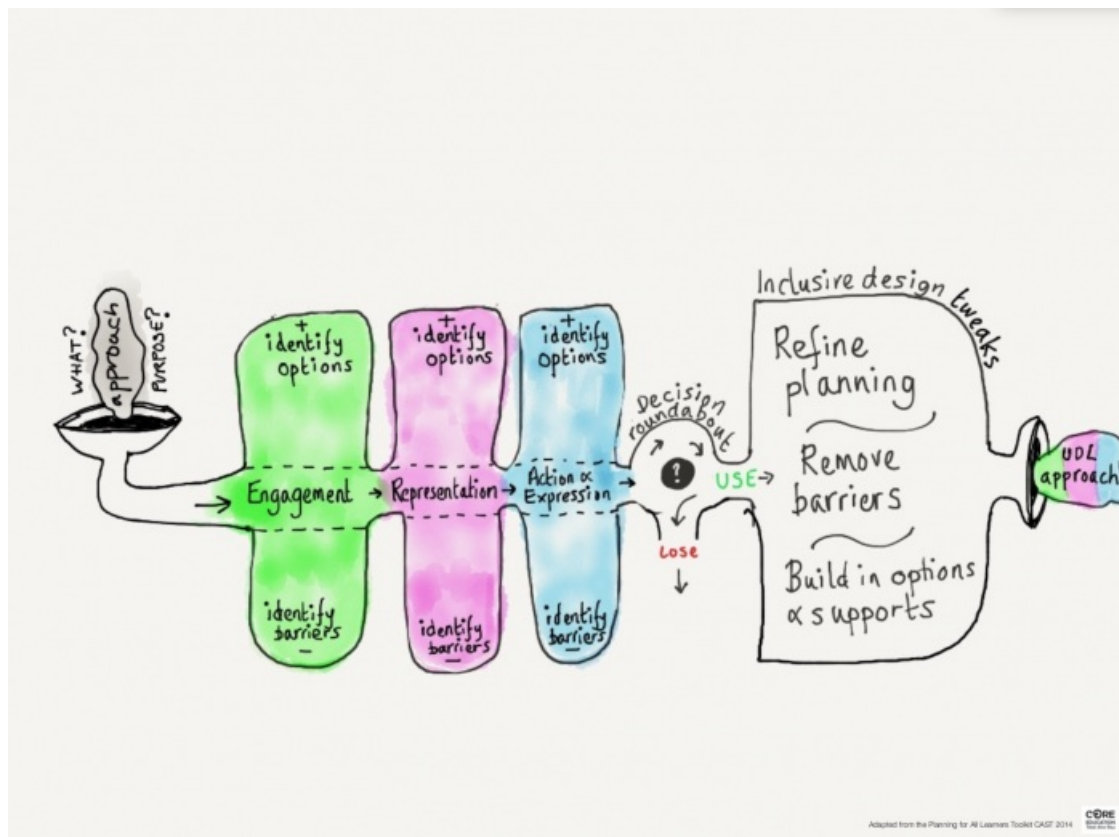 WHAT?
approach
PURPOSE?
+
identify
options
Engagement
identify
barriers
-
+
identify
options
Representation
identify
barriers
-
+
identify
options
Action &
Expression
identify
barriers
-
Decision
roundabout
?
USE
Lose
Inclusive design tweaks
Refine
planning
Remove
barriers
Build in options
& supports
UDL
approach
Adapted from the Planning for All Learners Toolkit CAST 2014
CORE
EDUCATION